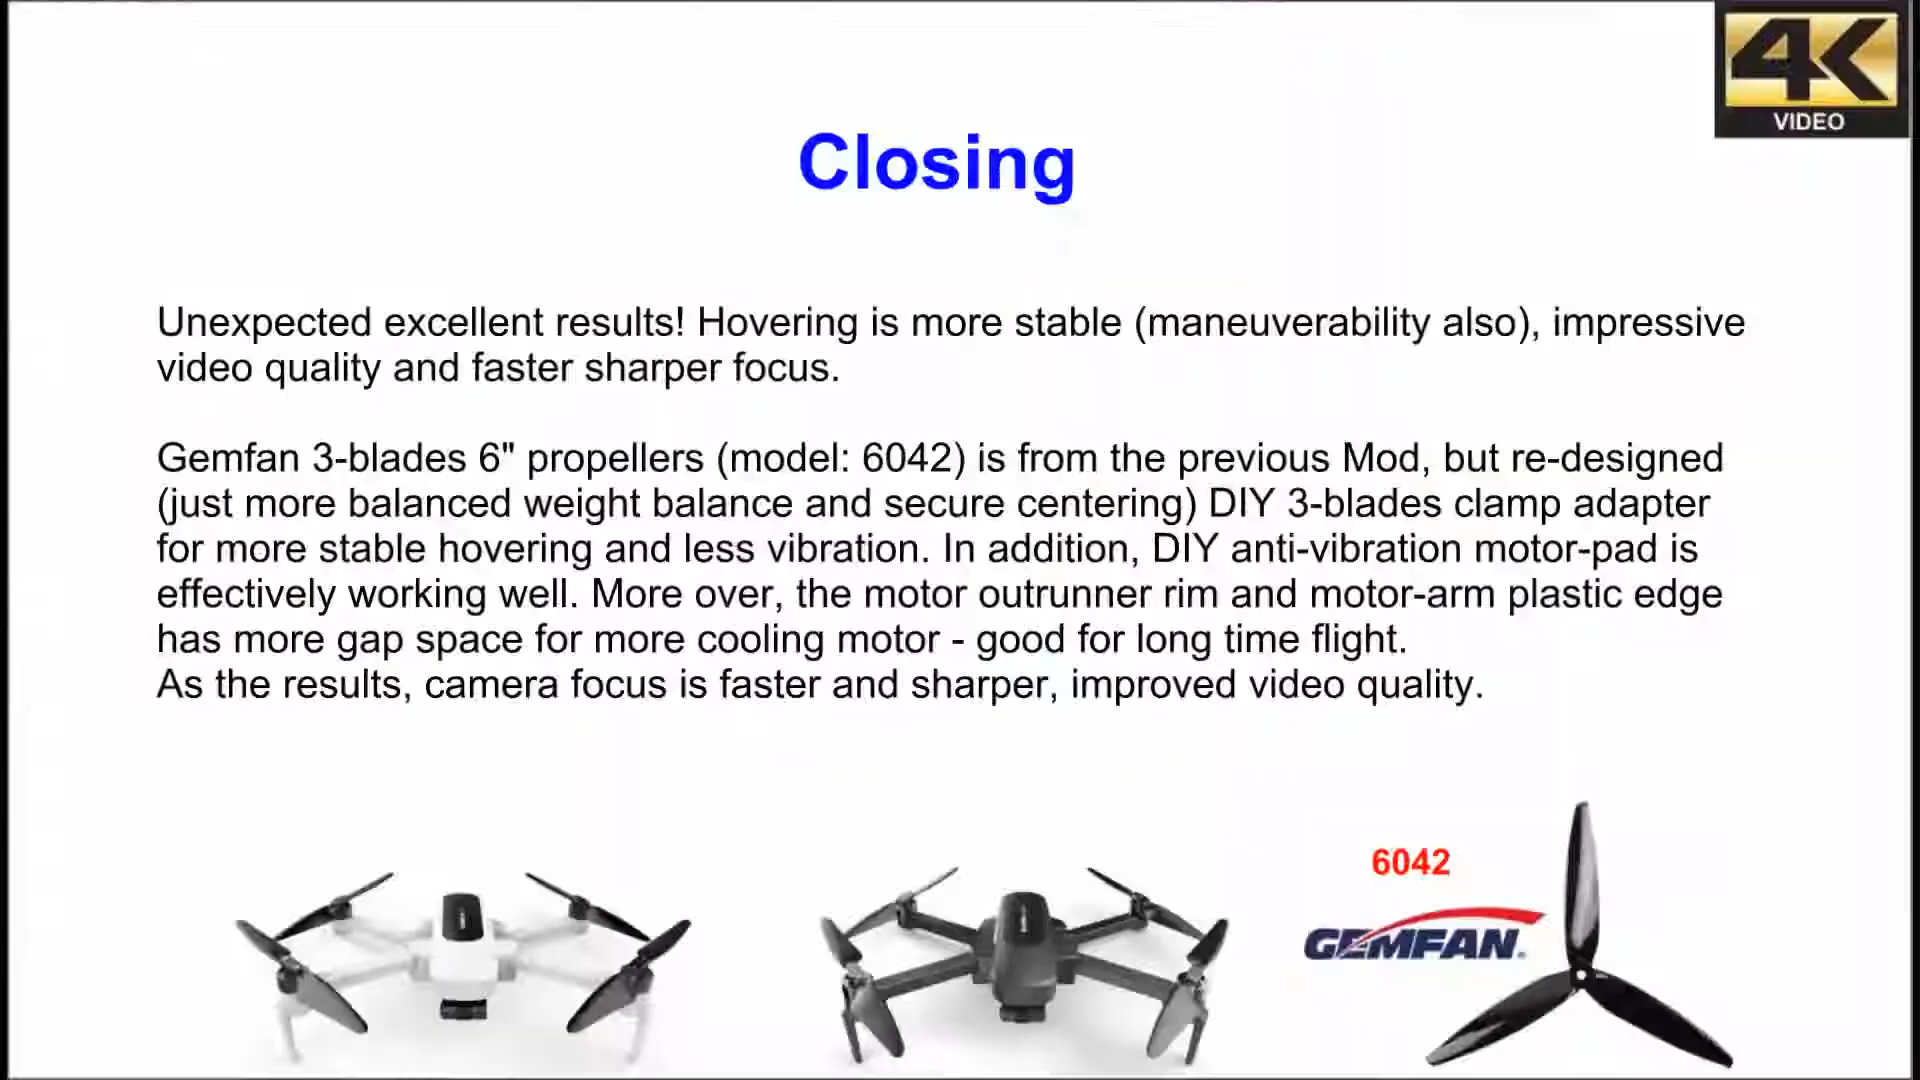 4K
VIDEO
Closing
Unexpected excellent results! Hovering is more stable (maneuverability also), impressive
video quality and faster sharper focus.
Gemfan 3-blades 6" propellers (model: 6042) is from the previous Mod, but re-designed
(just more balanced weight balance and secure centering) DIY 3-blades clamp adapter
for more stable hovering and less vibration. In addition, DIY anti-vibration motor-pad is
effectively working well. More over, the motor outrunner rim and motor-arm plastic edge
has more gap space for more cooling motor - good for long time flight.
As the results, camera focus is faster and sharper, improved video quality.
6042
GEMFAN